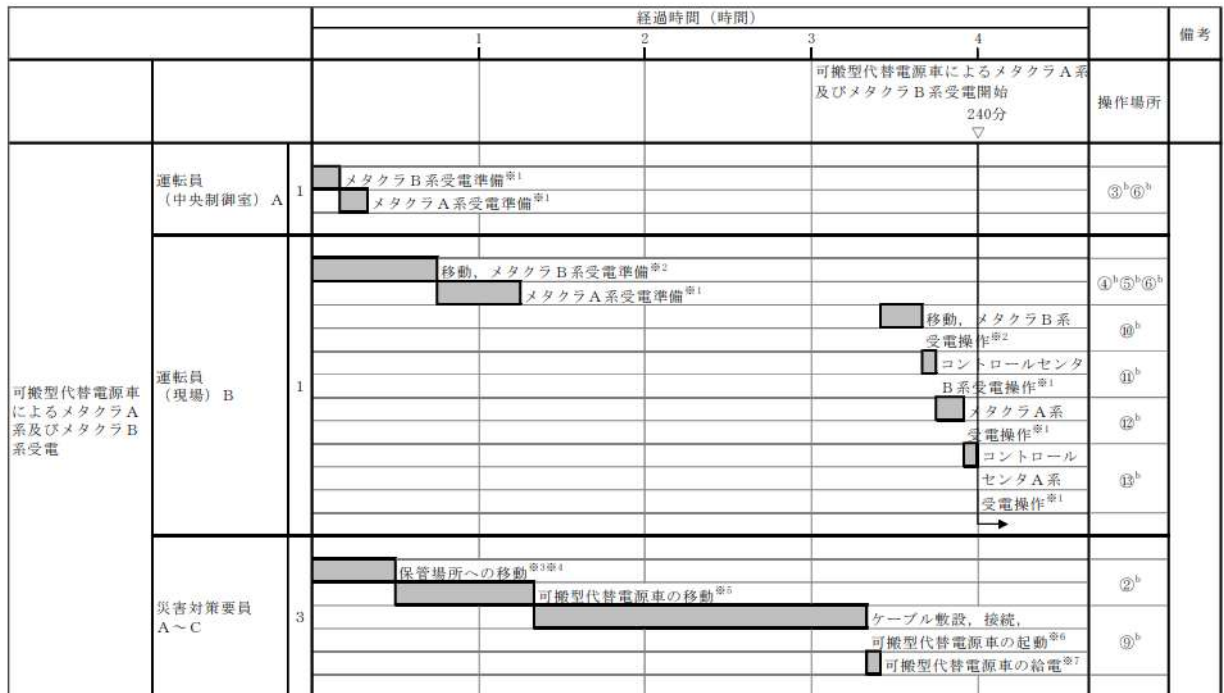 経過時間（時間）
備考
1
2
3
4
可搬型代替電源車によるメタクラA系
及びメタクラB系受電開始
240分
▽
操作場所
可搬型代替電源車
によるメタクラA
系及びメタクラB
系受電
運転員
（中央制御室）A
1
メタクラB系受電準備※1
メタクラA系受電準備※1
③b⑥b
運転員
（現場）B
1
移動，メタクラB系受電準備※2
メタクラA系受電準備※1
④b⑤b⑥b
移動，メタクラB系
受電操作※2
⑩b
コントロールセンタ
B系受電操作※1
⑪b
メタクラA系
受電操作※1
⑫b
コントロール
センタA系
受電操作※1
⑬b
災害対策要員
A～C
3
保管場所への移動※3※4
可搬型代替電源車の移動※5
②b
ケーブル敷設，接続，
可搬型代替電源車の起動※6
可搬型代替電源車の給電※7
⑨b